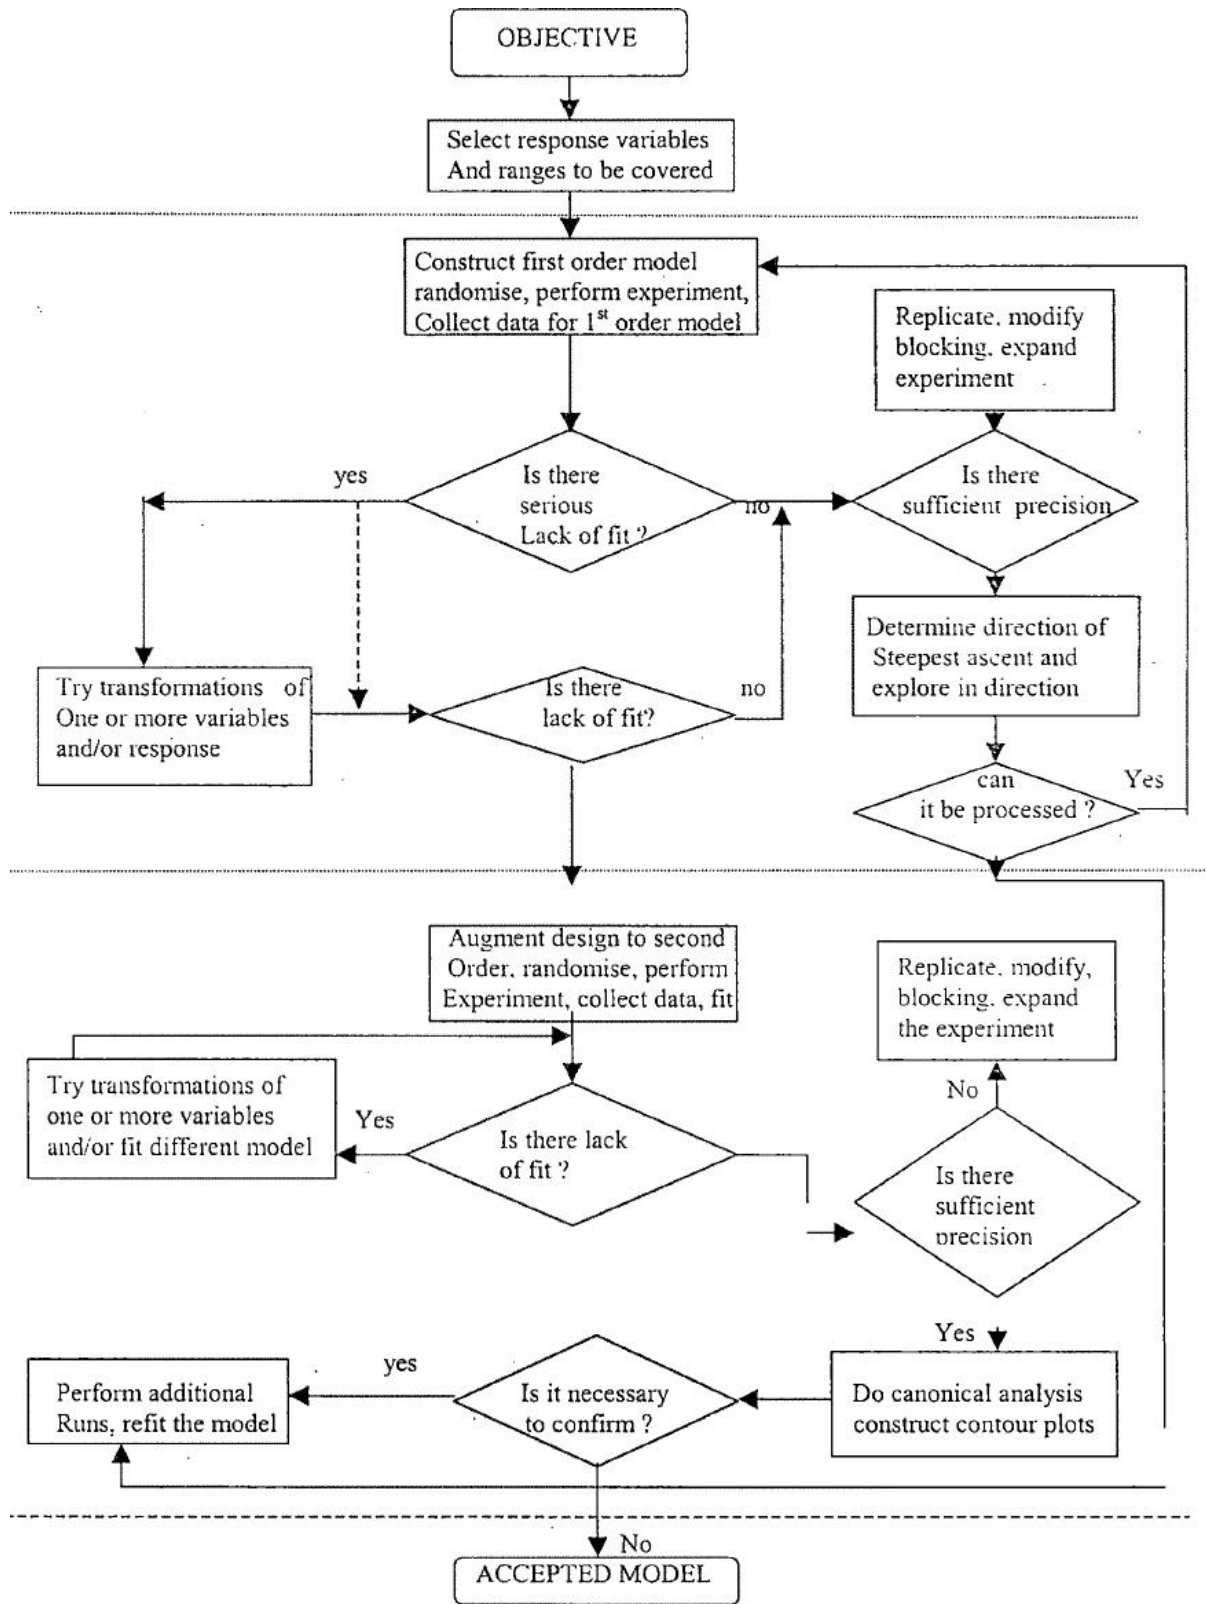 OBJECTIVE
Select response variables
And ranges to be covered
Construct first order model
randomise, perform experiment,
Collect data for 1st order model
Replicate, modify
blocking, expand
experiment
yes
Is there
serious
Lack of fit ?
no
Is there
sufficient precision
Try transformations of
One or more variables
and/or response
Is there
lack of fit?
no
Determine direction of
Steepest ascent and
explore in direction
can
it be processed ?
Yes
Augment design to second
Order, randomise, perform
Experiment, collect data, fit
Replicate, modify,
blocking, expand
the experiment
Try transformations of
one or more variables
and/or fit different model
Yes
Is there lack
of fit ?
No
Is there
sufficient
precision
Yes
Perform additional
Runs, refit the model
yes
Is it necessary
to confirm ?
Do canonical analysis
construct contour plots
No
ACCEPTED MODEL